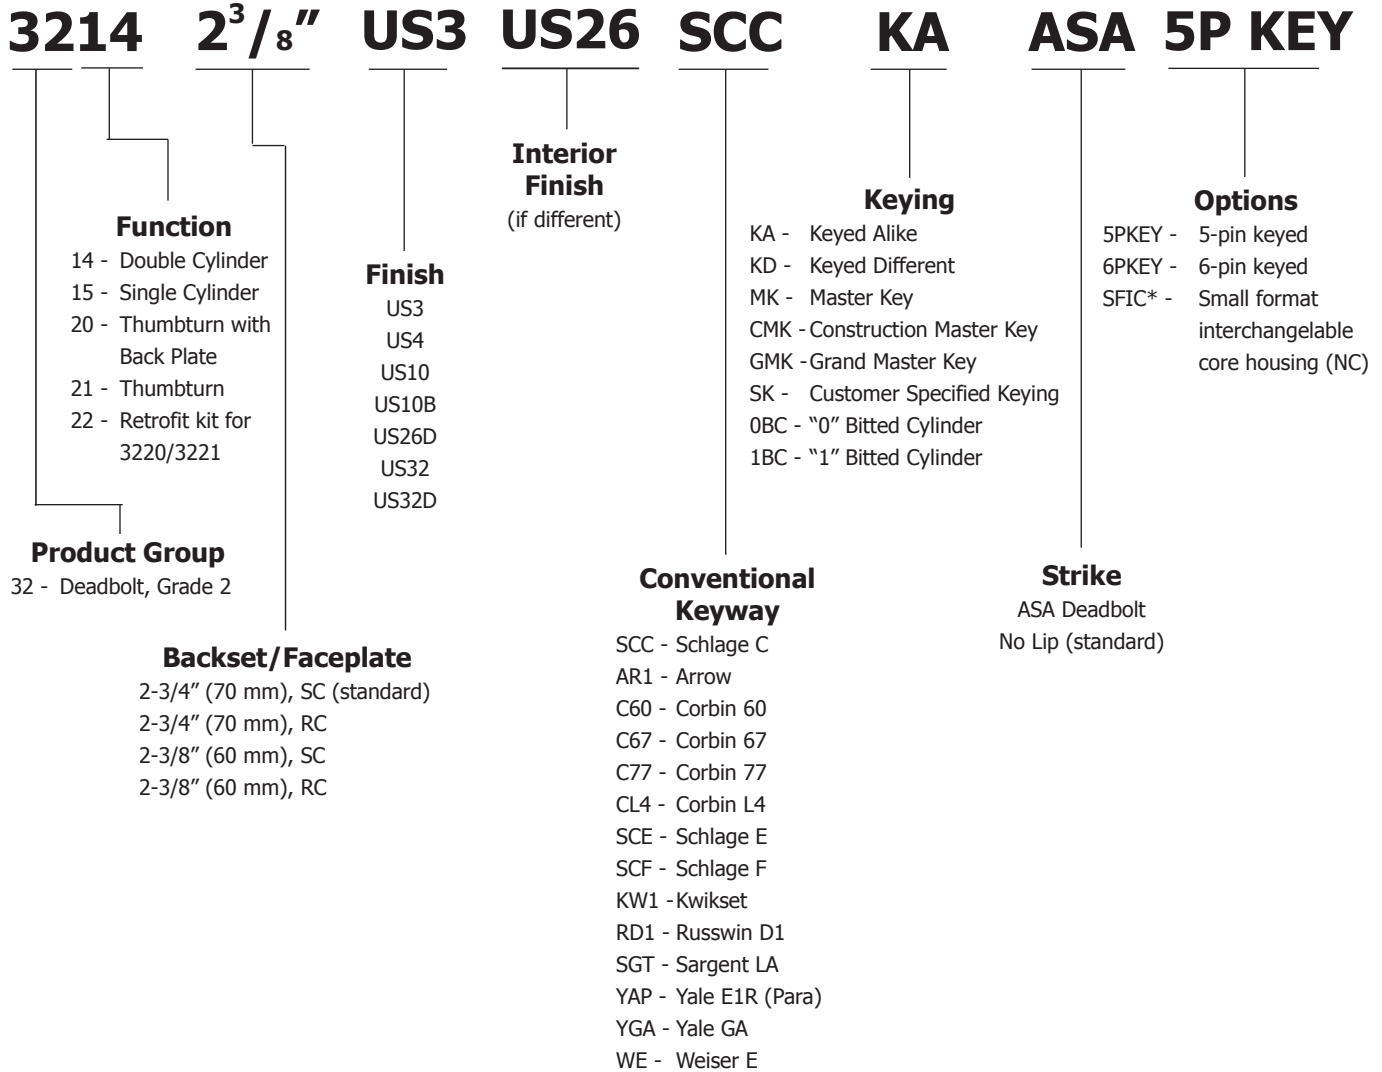 3214 2³/₈″ US3 US26 SCC KA ASA 5P KEY
Function
14 - Double Cylinder
15 - Single Cylinder
20 - Thumbturn with
Back Plate
21 - Thumbturn
22 - Retrofit kit for
3220/3221
Product Group
32 - Deadbolt, Grade 2
Backset/Faceplate
2-3/4″ (70 mm), SC (standard)
2-3/4″ (70 mm), RC
2-3/8″ (60 mm), SC
2-3/8″ (60 mm), RC
Finish
US3
US4
US10
US10B
US26D
US32
US32D
Interior
Finish
(if different)
Conventional
Keyway
SCC - Schlage C
AR1 - Arrow
C60 - Corbin 60
C67 - Corbin 67
C77 - Corbin 77
CL4 - Corbin L4
SCE - Schlage E
SCF - Schlage F
KW1 -Kwikset
RD1 - Russwin D1
SGT - Sargent LA
YAP - Yale E1R (Para)
YGA - Yale GA
WE - Weiser E
Keying
KA - Keyed Alike
KD - Keyed Different
MK - Master Key
CMK -Construction Master Key
GMK -Grand Master Key
SK - Customer Specified Keying
0BC - “0” Bitted Cylinder
1BC - “1” Bitted Cylinder
Strike
ASA Deadbolt
No Lip (standard)
Options
5PKEY - 5-pin keyed
6PKEY - 6-pin keyed
SFIC* - Small format
interchangelable
core housing (NC)